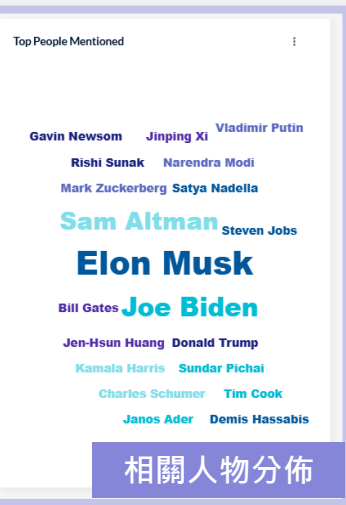 Top People Mentioned
Vladimir Putin
Gavin Newsom Jinping Xi
Rishi Sunak Narendra Modi
Mark Zuckerberg Satya Nadella
Sam Altman Steven Jobs
Elon Musk
Bill Gates Joe Biden
Jen-Hsun Huang Donald Trump
Kamala Harris Sundar Pichai
Charles Schumer Tim Cook
Janos Ader Demis Hassabis
相關人物分佈